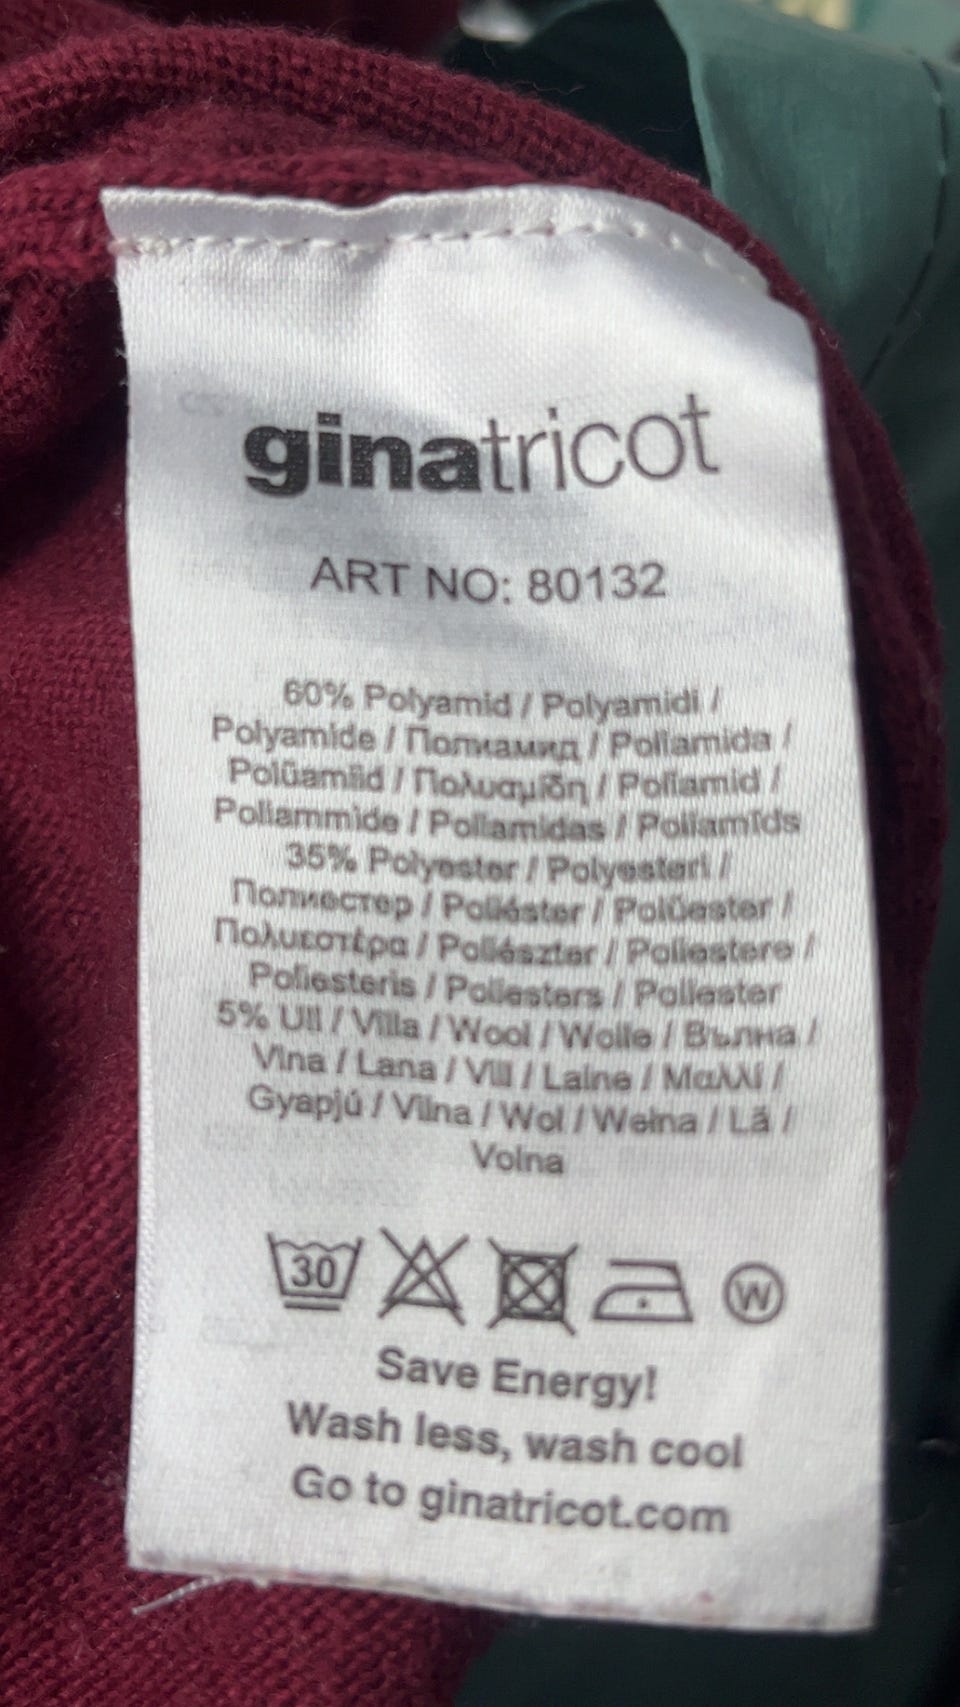 ginatricot
ART NO: 80132
60% Polyamid / Polyamidi /
Polyamide / Полиамид / Poliamida /
Polüamiid / Πολυαμίδη / Poliamid /
Poliammide / Poliamidas / Poliamīds
35% Polyester / Polyesteri /
Полиестер / Poliéster / Polüester /
Πολυεστέρα / Poliészter / Poliestere /
Poliesteris / Poliesters / Poliester
5% Ull / Villa / Wool / Wolle / Вълна /
Vlna / Lana / Vill / Laine / Μαλλί /
Gyapjú / Vilna / Wol / Wełna / Lã /
Volna
30
W
Save Energy!
Wash less, wash cool
Go to ginatricot.com